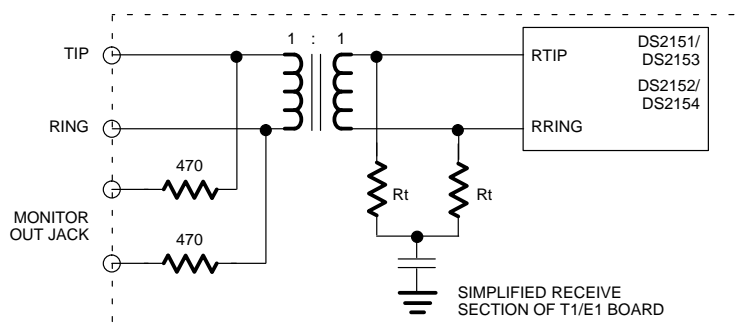 1 : 1
TIP
RTIP
DS2151/
DS2153
DS2152/
DS2154
RING
RRING
470
Rt
Rt
MONITOR
OUT JACK
470
SIMPLIFIED RECEIVE
SECTION OF T1/E1 BOARD